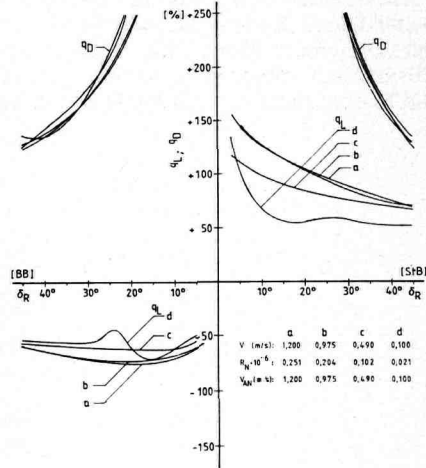 [%] +250
q_D
q_D
+200
+150
q_L ; q_D
q_L
d
c
b
a
+100
+50
[BB] [StB]
δ_R 40° 30° 20° 10° 0° 10° 20° 30° δ_R
q_L d
c
b
a
-50
-100
-150
a b c d
V (m/s): 1,200 0,975 0,490 0,100
R_N·10⁻⁶: 0,251 0,204 0,102 0,021
1,200 0,975 0,490 0,100